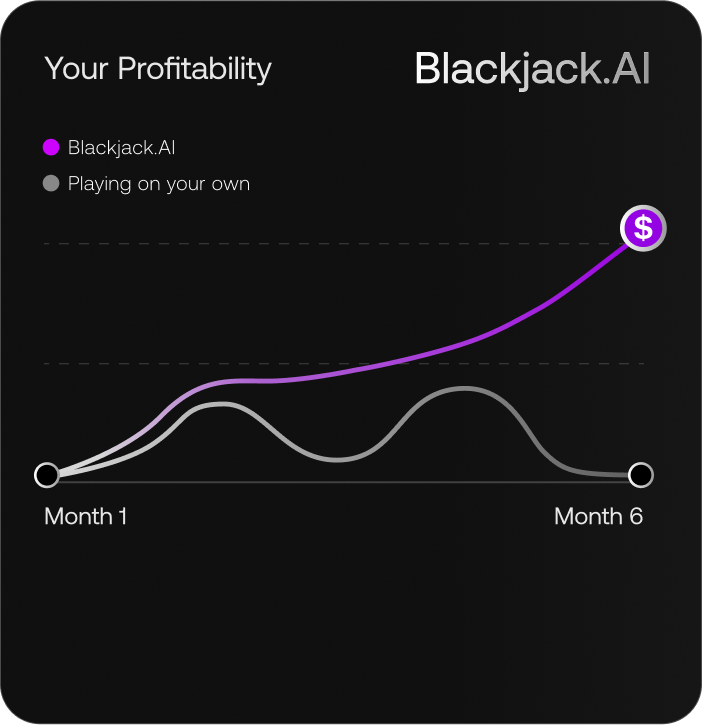 Your Profitability
Blackjack.AI
Blackjack.AI
Playing on your own
$
Month 1
Month 6